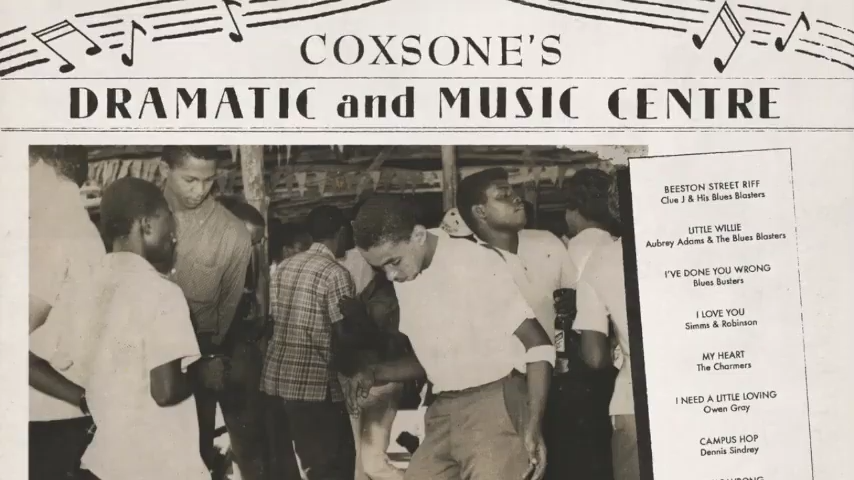 COXSONE'S
DRAMATIC and MUSIC CENTRE
BEESTON STREET RIFF
Clue J & His Blues Blasters
LITTLE WILLIE
Aubrey Adams & The Blues Blasters
I'VE DONE YOU WRONG
Blues Busters
I LOVE YOU
Simms & Robinson
MY HEART
The Charmers
I NEED A LITTLE LOVING
Owen Gray
CAMPUS HOP
Dennis Sindrey